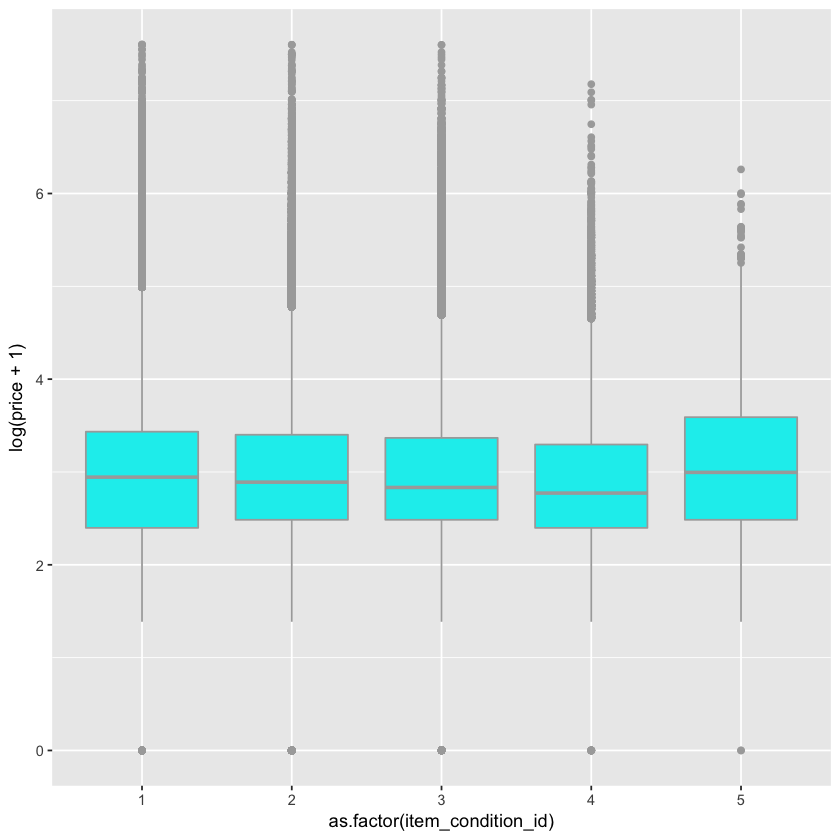 log(price + 1)
6
4
2
0
1 2 3 4 5
as.factor(item_condition_id)